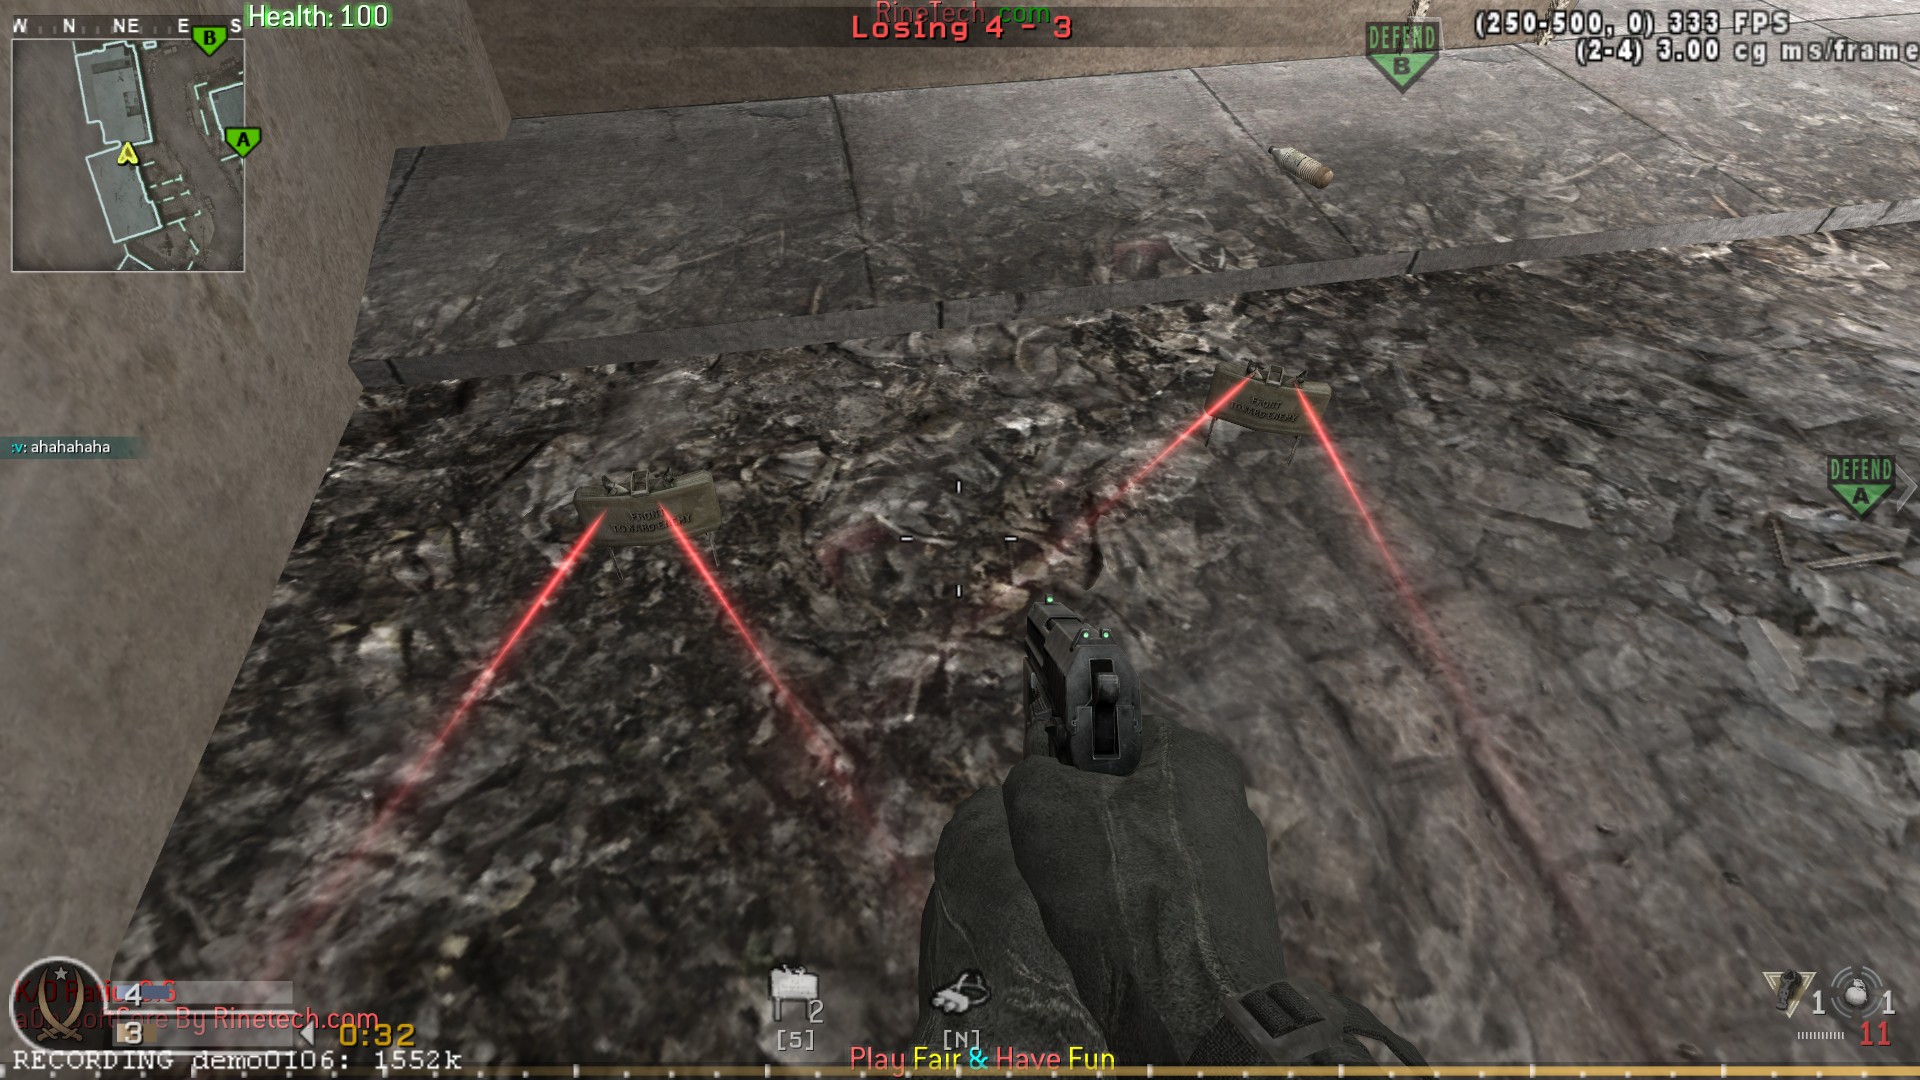 W N NE E S
Health: 100
B
A
RineTech.com
Losing 4 - 3
DEFEND
B
(250-500, 0) 333 FPS
(2-4) 3.00 cg ms/frame
:v: ahahahaha
FRONT
TOWARD ENEMY
FRONT
TOWARD ENEMY
DEFEND
A
K/D Ratio
4
By Rinetech.com
3
0:32
RECORDING demo0106: 1552k
2
[5]
[N]
Play Fair & Have Fun
1
1
11